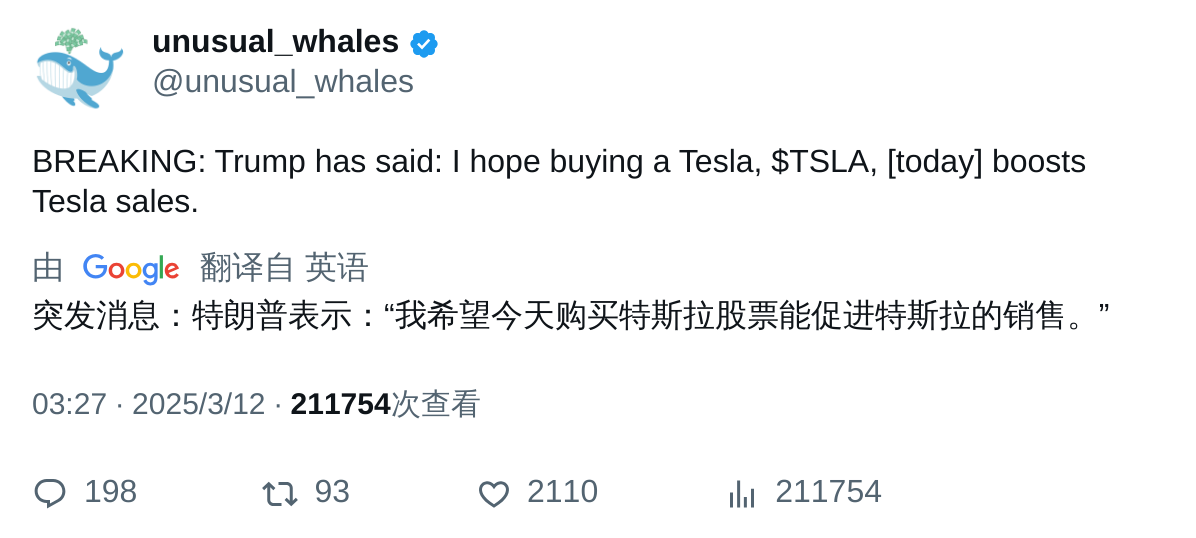 unusual_whales
@unusual_whales
BREAKING: Trump has said: I hope buying a Tesla, $TSLA, [today] boosts
Tesla sales.
由 Google 翻译自 英语
突发消息：特朗普表示：“我希望今天购买特斯拉股票能促进特斯拉的销售。”
03:27 · 2025/3/12 · 211754次查看
198 93 2110 211754